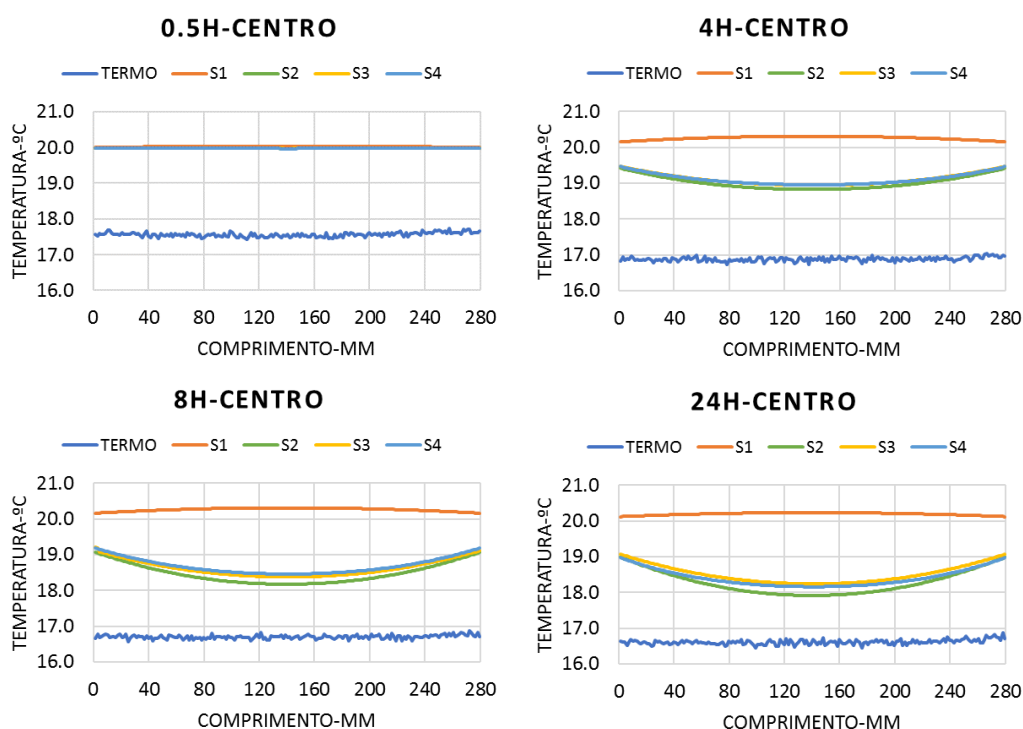 0.5H-CENTRO
TERMO S1 S2 S3 S4
TEMPERATURA-ºC
21.0
20.0
19.0
18.0
17.0
16.0
0 40 80 120 160 200 240 280
COMPRIMENTO-MM
4H-CENTRO
TERMO S1 S2 S3 S4
TEMPERATURA-ºC
21.0
20.0
19.0
18.0
17.0
16.0
0 40 80 120 160 200 240 280
COMPRIMENTO-MM
8H-CENTRO
TERMO S1 S2 S3 S4
TEMPERATURA-ºC
21.0
20.0
19.0
18.0
17.0
16.0
0 40 80 120 160 200 240 280
COMPRIMENTO-MM
24H-CENTRO
TERMO S1 S2 S3 S4
TEMPERATURA-ºC
21.0
20.0
19.0
18.0
17.0
16.0
0 40 80 120 160 200 240 280
COMPRIMENTO-MM